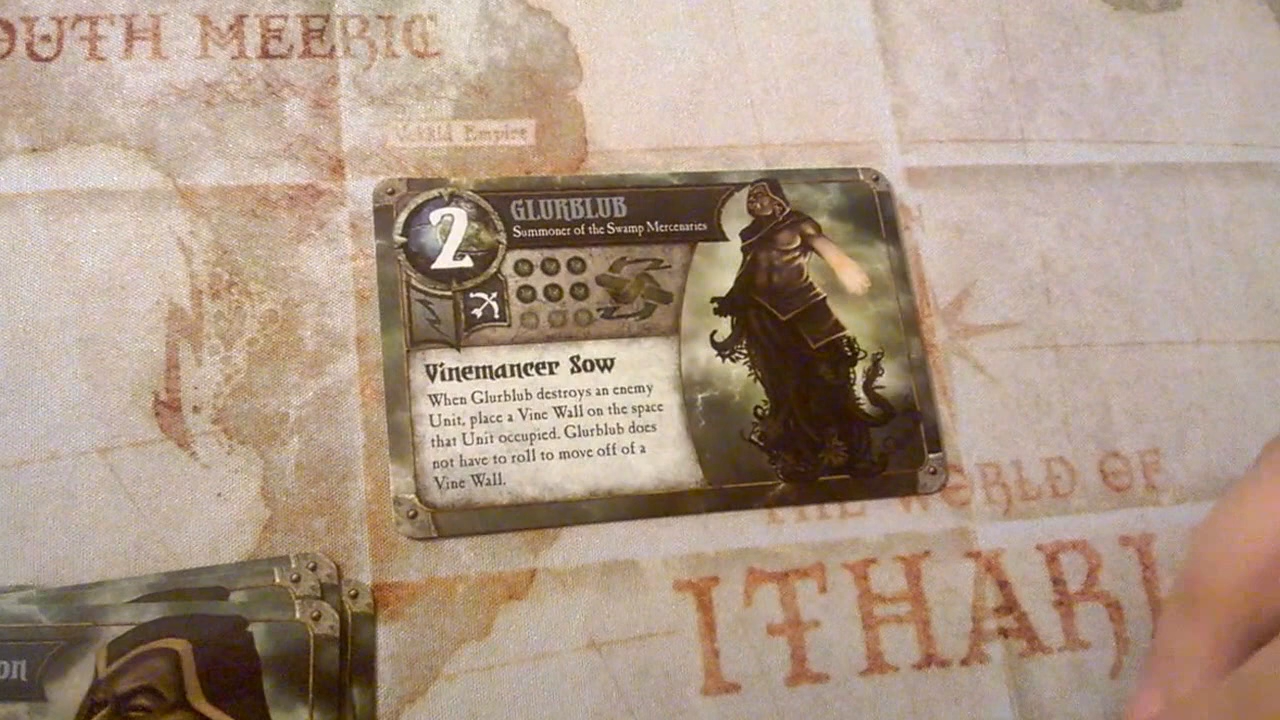 OUTH MEERIC
Empire
2
GLURBLUB
Summoner of the Swamp Mercenaries
Vinemancer Sow
When Glurblub destroys an enemy
Unit, place a Vine Wall on the space
that Unit occupied. Glurblub does
not have to roll to move off of a
Vine Wall.
THE WORLD OF
ITHARI
on